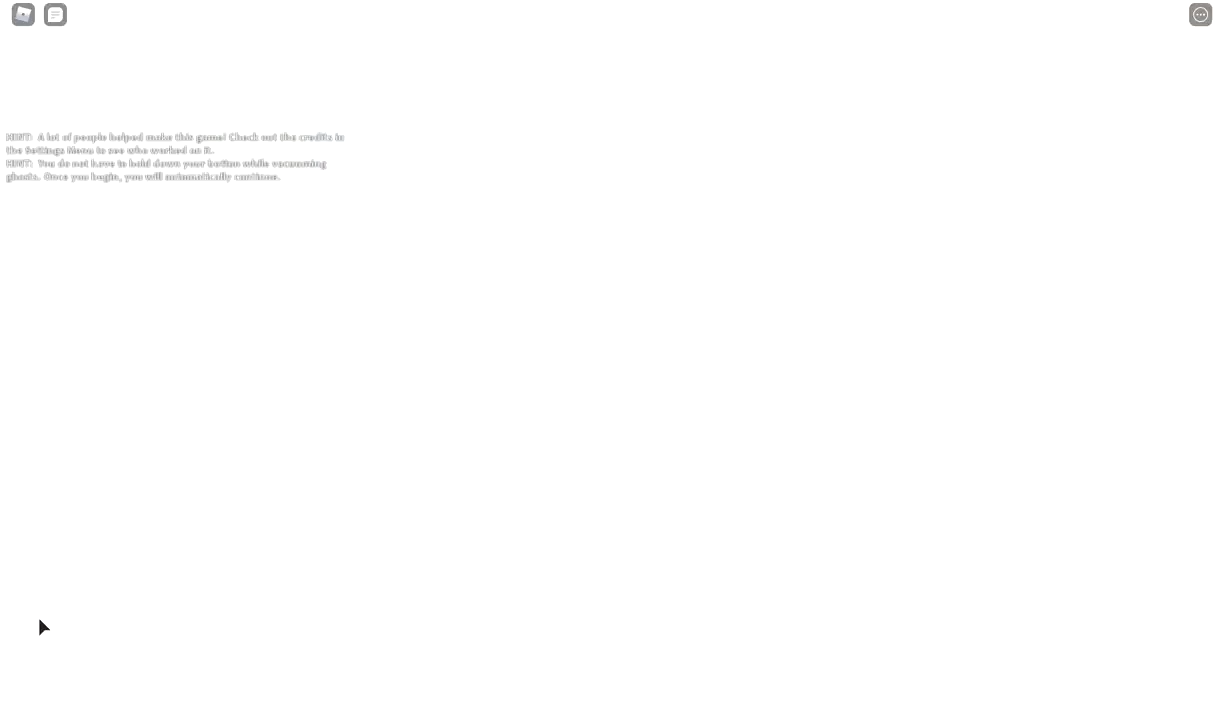 HINT: A lot of people helped make this game! Check out the credits in
the Settings Menu to see who worked on it.
HINT: You do not have to hold down your button while vacuuming
ghosts. Once you begin, you will automatically continue.